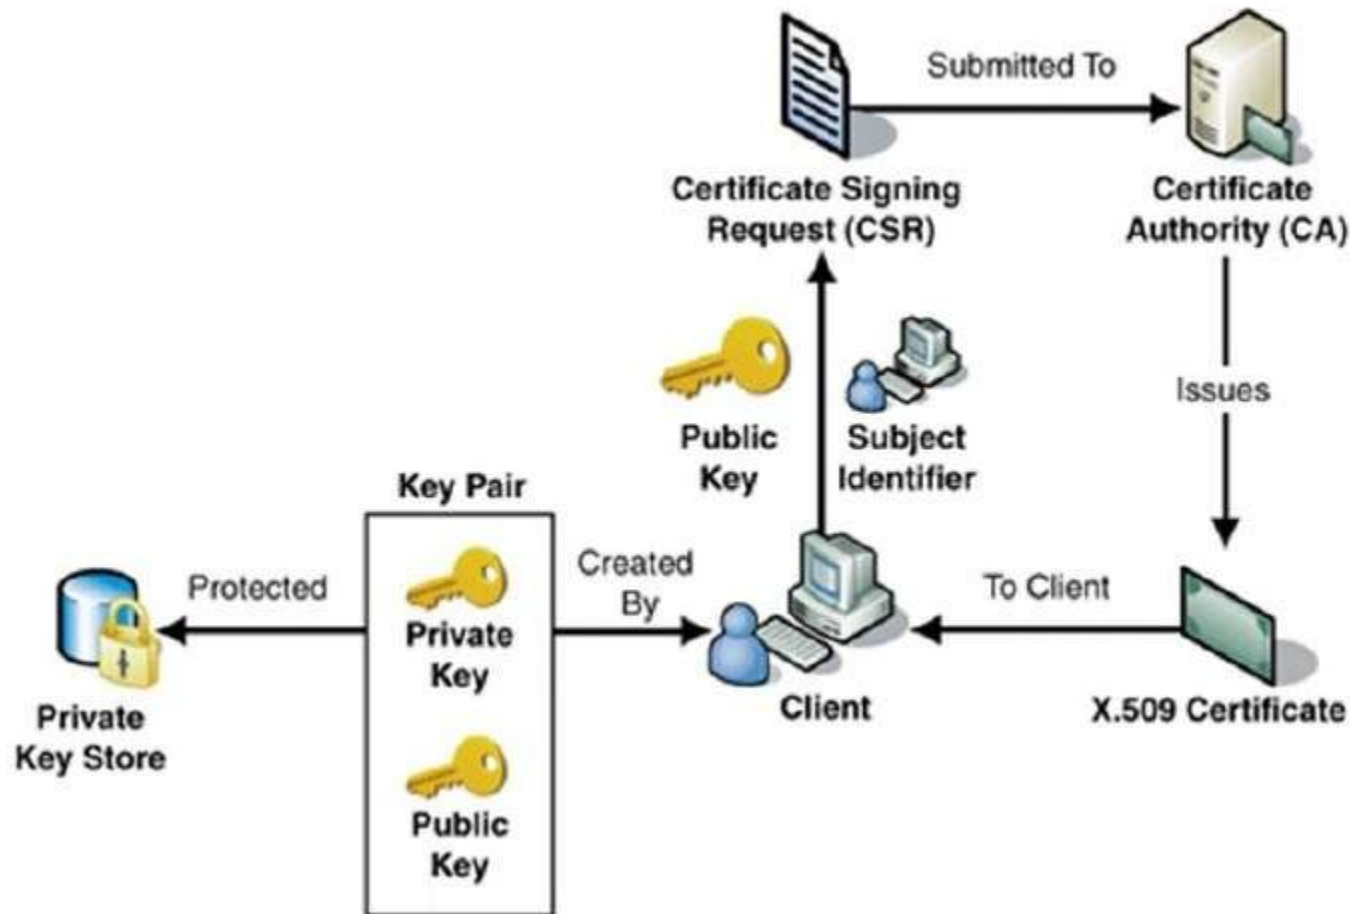 Submitted To
Certificate Signing
Request (CSR)
Certificate
Authority (CA)
Issues
Public
Key
Subject
Identifier
Key Pair
Protected
Private
Key
Created
By
To Client
Private
Key Store
Client
X.509 Certificate
Public
Key